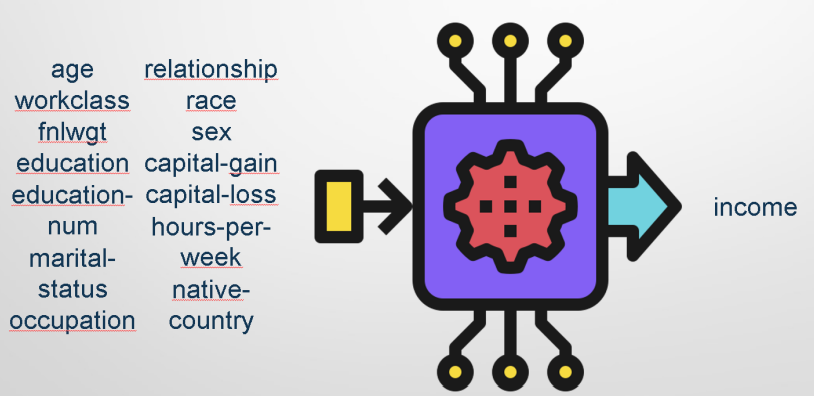 age
workclass
fnlwgt
education
education-
num
marital-
status
occupation
relationship
race
sex
capital-gain
capital-loss
hours-per-
week
native-
country
income